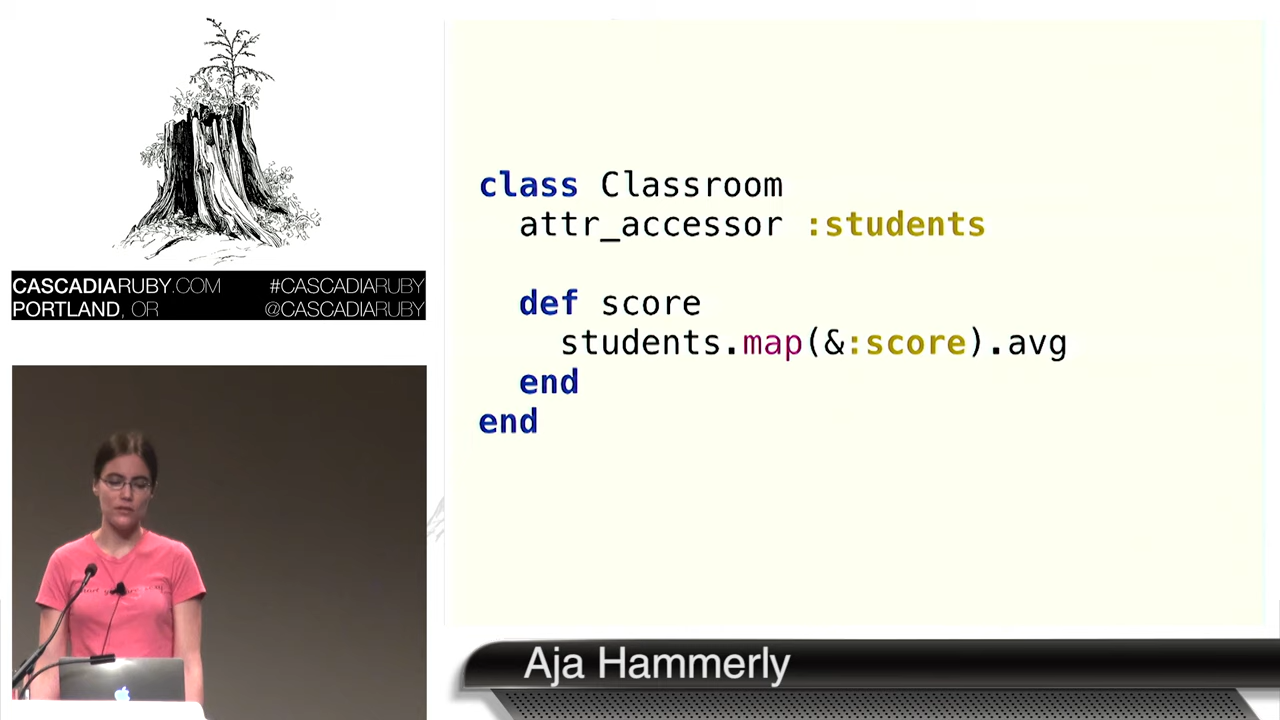 CASCADIARUBY.COM #CASCADIARUBY
PORTLAND, OR @CASCADIARUBY
class Classroom
  attr_accessor :students
  def score
    students.map(&:score).avg
  end
end
Aja Hammerly